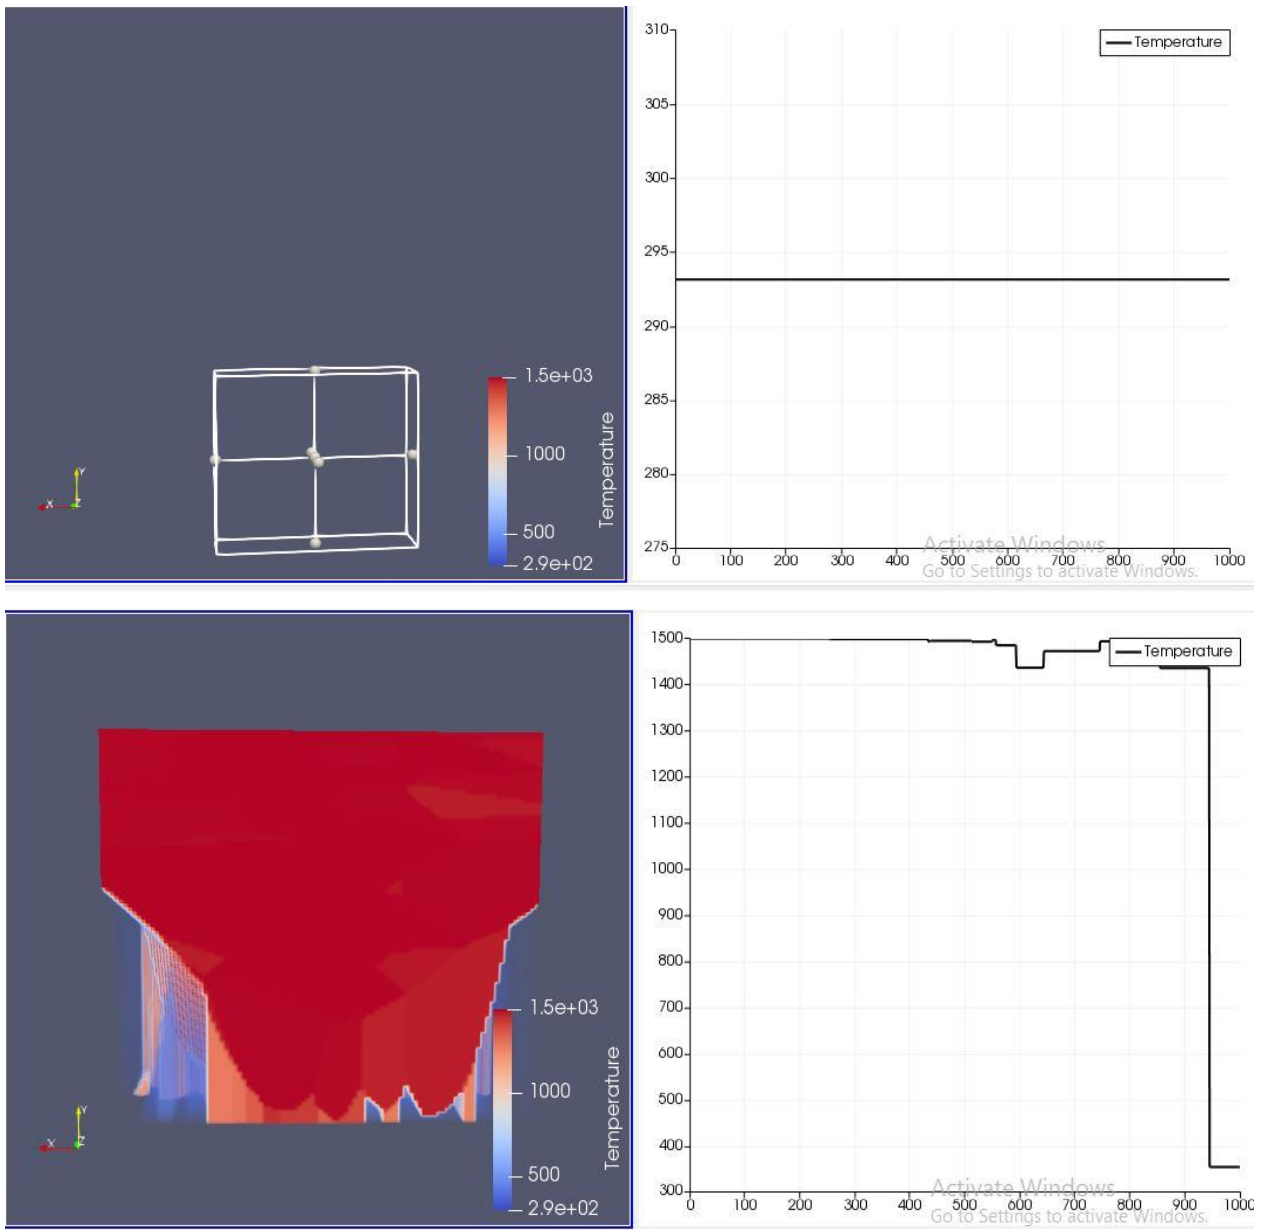 310
Temperature
305
300
295
290
285
280
275
0 100 200 300 400 500 600 700 800 900 1000
1.5e+03
1000
500
2.9e+02
Temperature
Y
X
Z
Activate Windows
Go to Settings to activate Windows.
1500
Temperature
1400
1300
1200
1100
1000
900
800
700
600
500
400
300
0 100 200 300 400 500 600 700 800 900 1000
1.5e+03
1000
500
2.9e+02
Temperature
Y
X
Z
Activate Windows
Go to Settings to activate Windows.